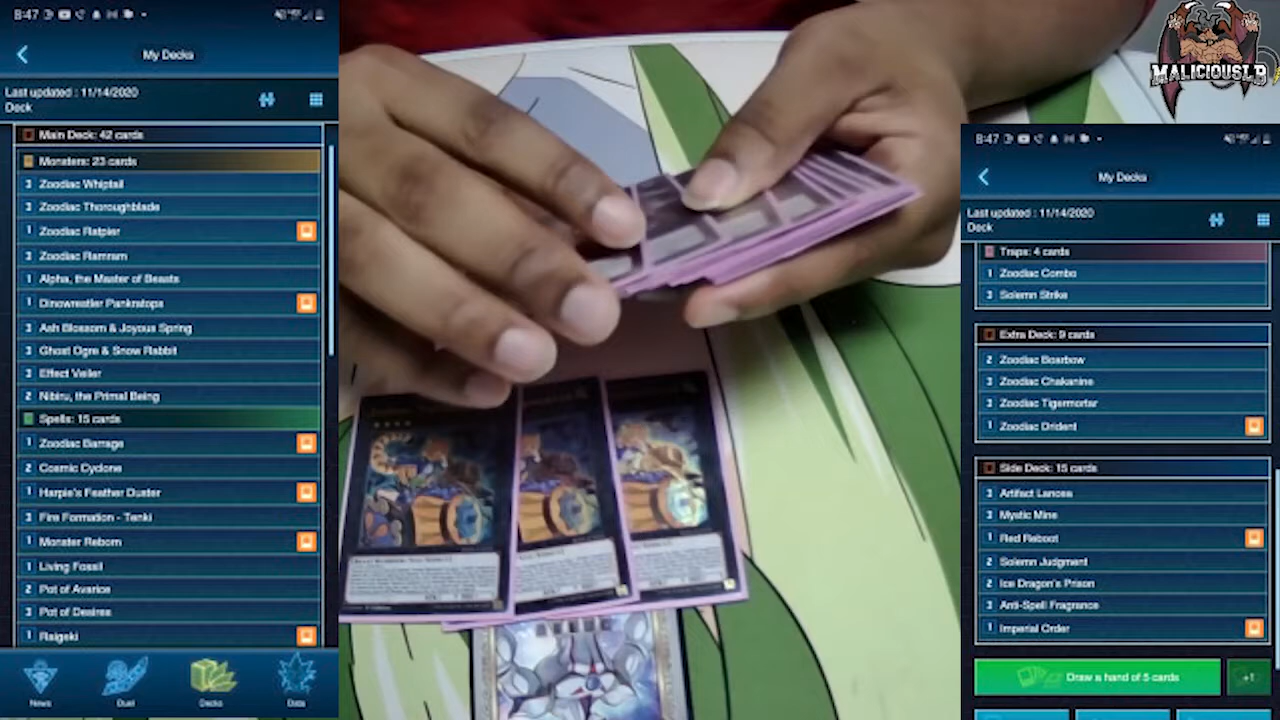 8:47
My Decks
Last updated : 11/14/2020
Deck
Main Deck: 42 cards
Monsters: 23 cards
3 Zoodiac Whiptail
3 Zoodiac Thoroughblade
1 Zoodiac Ratpier
3 Zoodiac Ramram
1 Alpha, the Master of Beasts
1 Dinowrestler Pankratops
3 Ash Blossom & Joyous Spring
3 Ghost Ogre & Snow Rabbit
3 Effect Veiler
2 Nibiru, the Primal Being
Spells: 15 cards
1 Zoodiac Barrage
2 Cosmic Cyclone
1 Harpie's Feather Duster
3 Fire Formation - Tenki
1 Monster Reborn
1 Living Fossil
2 Pot of Avarice
3 Pot of Desires
1 Raigeki
News
Duel
Decks
Data
MALICIOUSLB
8:47
My Decks
Last updated : 11/14/2020
Deck
Traps: 4 cards
1 Zoodiac Combo
3 Solemn Strike
Extra Deck: 9 cards
2 Zoodiac Boarbow
3 Zoodiac Chakanine
3 Zoodiac Tigermortar
1 Zoodiac Drident
Side Deck: 15 cards
3 Artifact Lancea
3 Mystic Mine
1 Red Reboot
2 Solemn Judgment
2 Ice Dragon's Prison
3 Anti-Spell Fragrance
1 Imperial Order
Draw a hand of 5 cards
+1